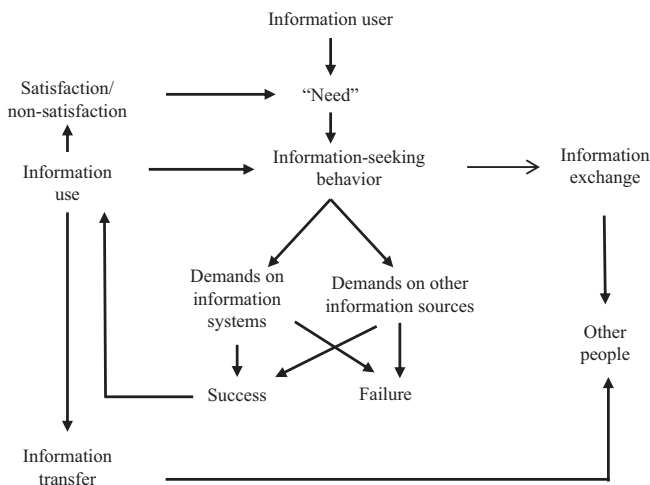 Information user
Satisfaction/
non-satisfaction
“Need”
Information-seeking
behavior
Information
exchange
Information
use
Demands on
information
systems
Demands on other
information sources
Other
people
Success
Failure
Information
transfer